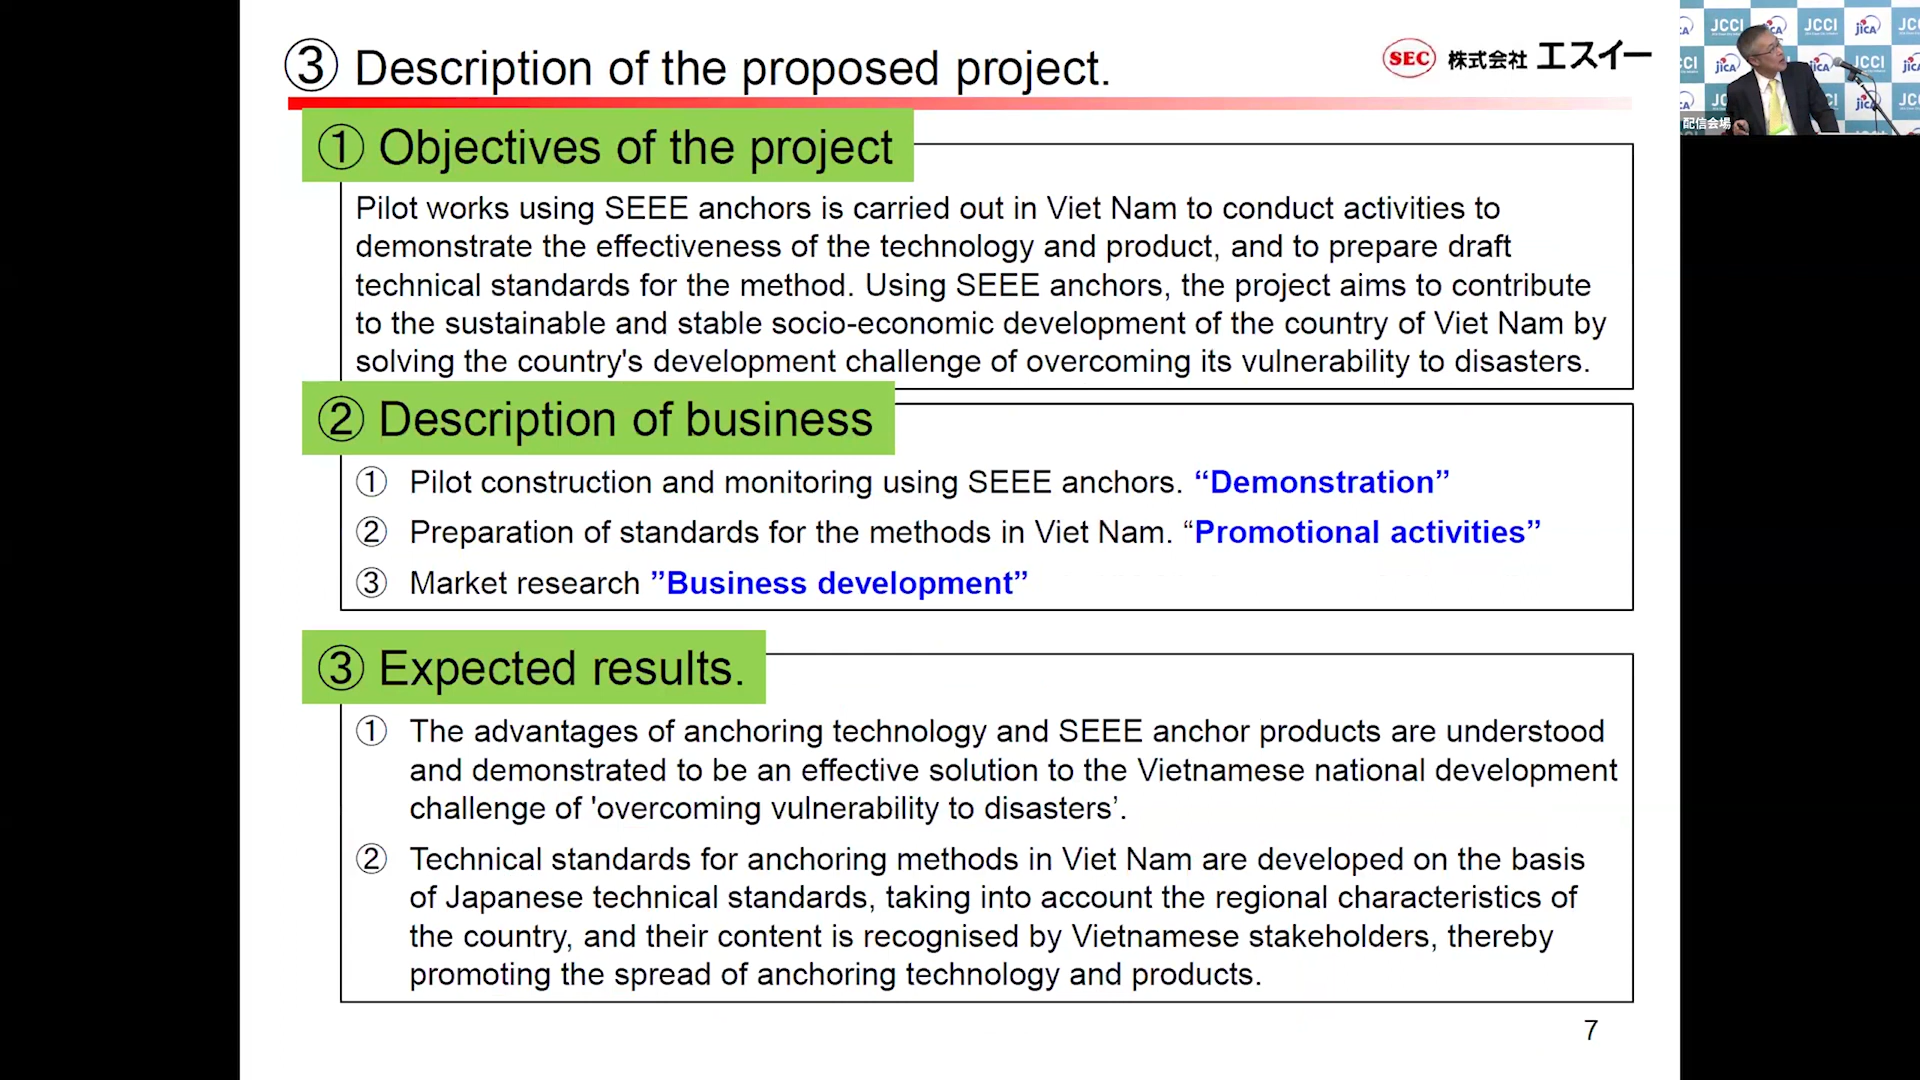 ③ Description of the proposed project.
SEC 株式会社 エスイー
① Objectives of the project
Pilot works using SEEE anchors is carried out in Viet Nam to conduct activities to
demonstrate the effectiveness of the technology and product, and to prepare draft
technical standards for the method. Using SEEE anchors, the project aims to contribute
to the sustainable and stable socio-economic development of the country of Viet Nam by
solving the country's development challenge of overcoming its vulnerability to disasters.
② Description of business
① Pilot construction and monitoring using SEEE anchors. “Demonstration”
② Preparation of standards for the methods in Viet Nam. “Promotional activities”
③ Market research ”Business development”
③ Expected results.
① The advantages of anchoring technology and SEEE anchor products are understood
and demonstrated to be an effective solution to the Vietnamese national development
challenge of 'overcoming vulnerability to disasters’.
② Technical standards for anchoring methods in Viet Nam are developed on the basis
of Japanese technical standards, taking into account the regional characteristics of
the country, and their content is recognised by Vietnamese stakeholders, thereby
promoting the spread of anchoring technology and products.
7
JCCI JCCI
JCCI jICA
配信会場